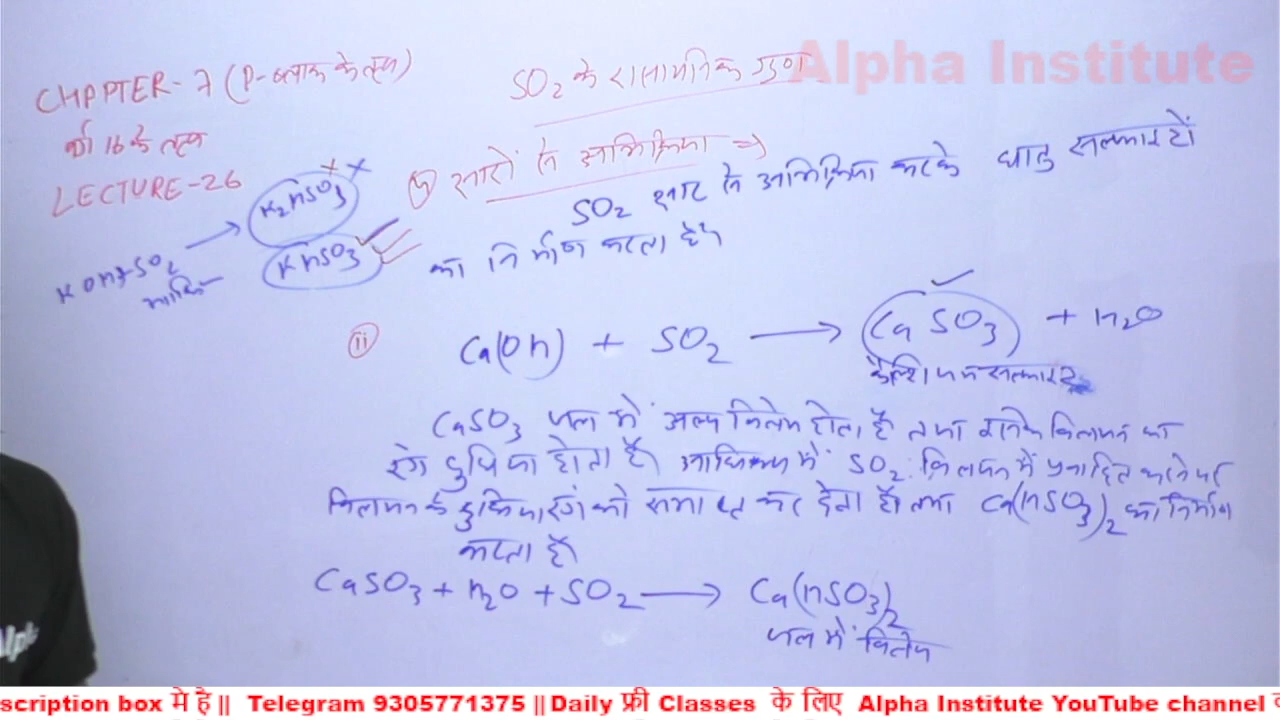 Alpha Institute
CHAPTER-7 (P-ब्लाक के तत्व)
वर्ग 16 के तत्व
LECTURE-26
SO2 के रासायनिक गुण
क्षारों से अभिक्रिया ⇒
SO2 क्षार से अभिक्रिया करके धातु सल्फाइटों
का निर्माण करता है।
K2HSO3 × ×
KHSO3
KOH+SO2
आधिक्य
(ii) Ca(OH) + SO2 → CaSO3 + H2O
कैल्शियम सल्फाइट
CaSO3 जल में अल्प विलेय होता है तथा इसके विलयन का
रंग दुधिया होता है। आधिक्य में SO2 विलयन में प्रवाहित करने पर
विलयन के दुधिया रंग को समाप्त कर देता है। तथा Ca(HSO3)2 का निर्माण
करता है।
CaSO3 + H2O + SO2 → Ca(HSO3)2
जल में विलेय
Alph
scription box मे है || Telegram 9305771375 || Daily फ्री Classes के लिए Alpha Institute YouTube channel